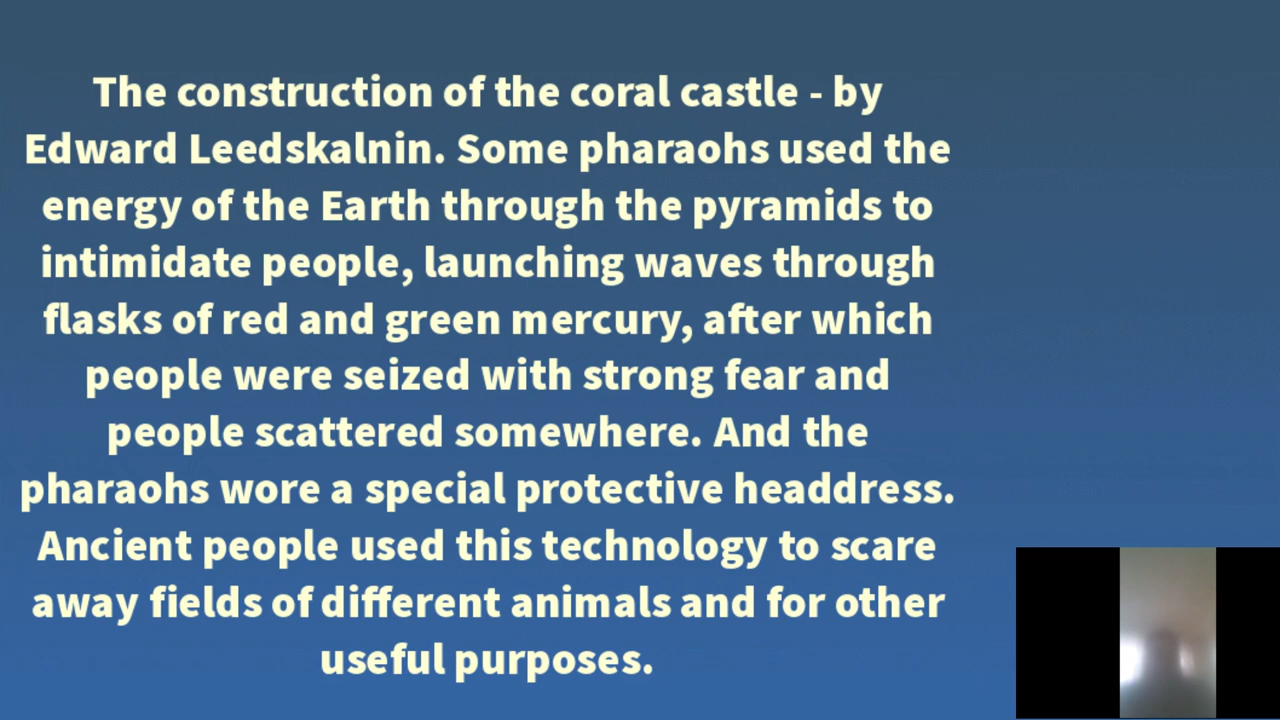 The construction of the coral castle - by
Edward Leedskalnin. Some pharaohs used the
energy of the Earth through the pyramids to
intimidate people, launching waves through
flasks of red and green mercury, after which
people were seized with strong fear and
people scattered somewhere. And the
pharaohs wore a special protective headdress.
Ancient people used this technology to scare
away fields of different animals and for other
useful purposes.